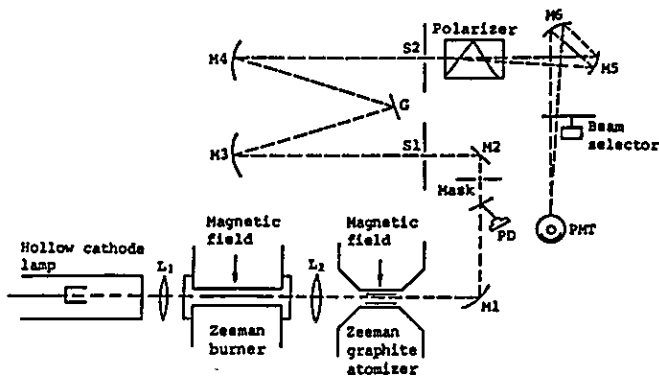 Polarizer
M6
M4
S2
M5
G
Beam
selector
M3
S1
M2
Mask
PD
PMT
Magnetic
field
Magnetic
field
Hollow cathode
lamp
L1
L2
M1
Zeeman
burner
Zeeman
graphite
atomizer